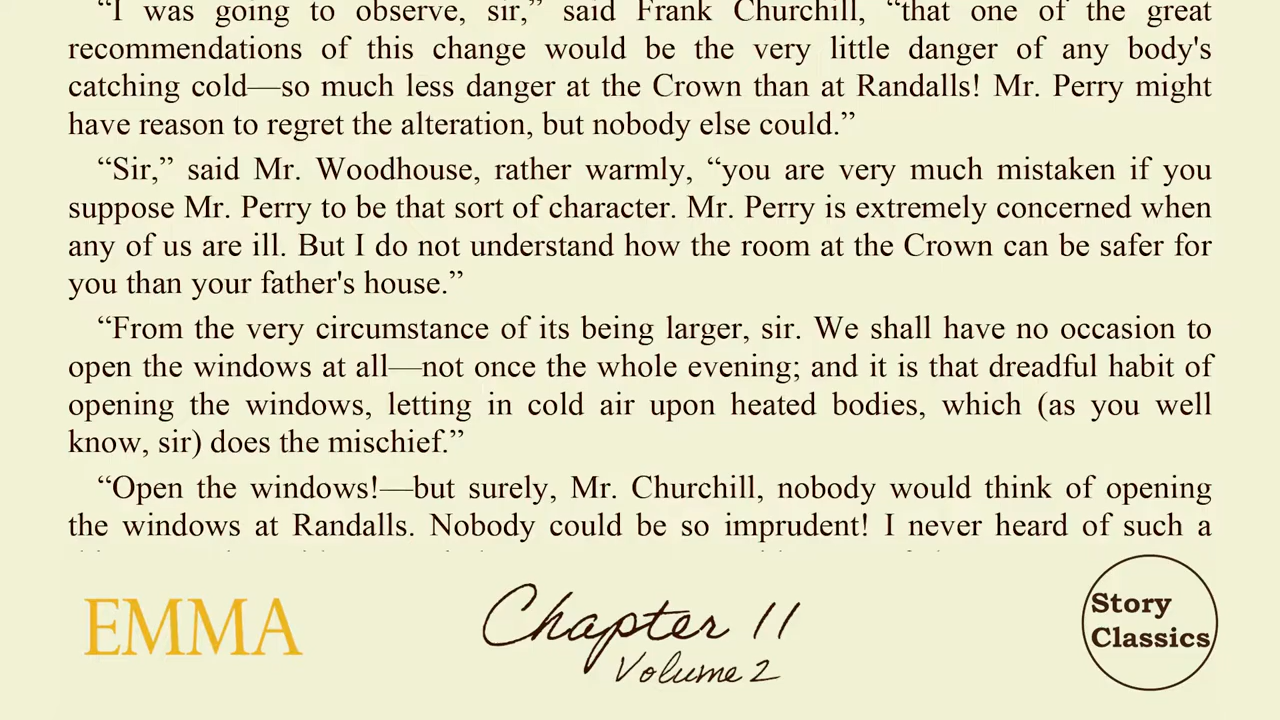 “I was going to observe, sir,” said Frank Churchill, “that one of the great
recommendations of this change would be the very little danger of any body's
catching cold—so much less danger at the Crown than at Randalls! Mr. Perry might
have reason to regret the alteration, but nobody else could.”
“Sir,” said Mr. Woodhouse, rather warmly, “you are very much mistaken if you
suppose Mr. Perry to be that sort of character. Mr. Perry is extremely concerned when
any of us are ill. But I do not understand how the room at the Crown can be safer for
you than your father's house.”
“From the very circumstance of its being larger, sir. We shall have no occasion to
open the windows at all—not once the whole evening; and it is that dreadful habit of
opening the windows, letting in cold air upon heated bodies, which (as you well
know, sir) does the mischief.”
“Open the windows!—but surely, Mr. Churchill, nobody would think of opening
the windows at Randalls. Nobody could be so imprudent! I never heard of such a
EMMA
Chapter 11
Volume 2
Story
Classics